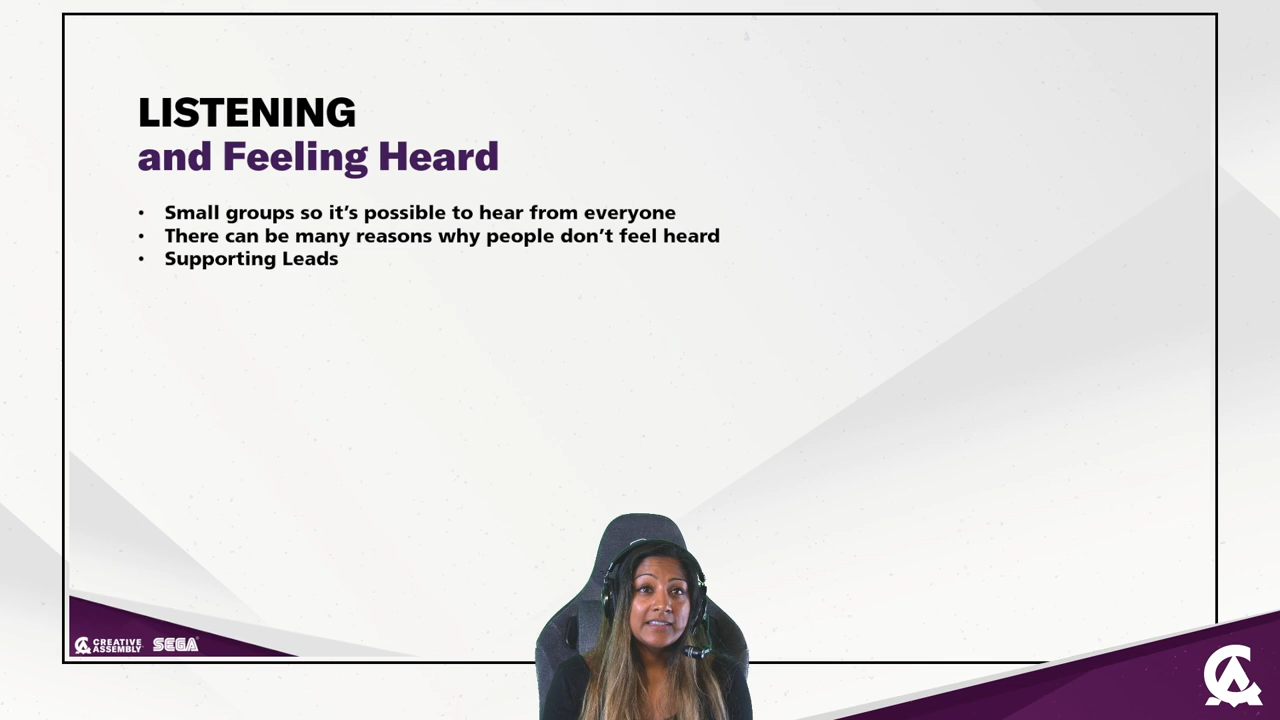 LISTENING
and Feeling Heard
• Small groups so it’s possible to hear from everyone
• There can be many reasons why people don’t feel heard
• Supporting Leads
CREATIVE
ASSEMBLY
SEGA